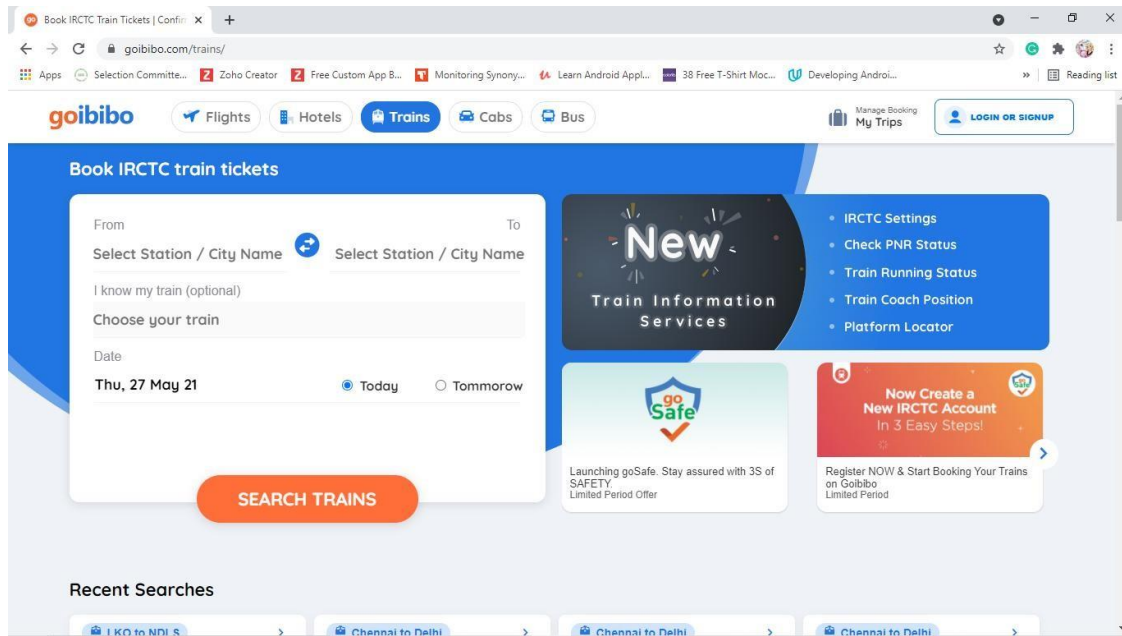 Book IRCTC Train Tickets | Confir
goibibo.com/trains/
Apps
Selection Committe...
Zoho Creator
Free Custom App B...
Monitoring Synony...
Learn Android Appl...
38 Free T-Shirt Moc...
Developing Androi...
»
Reading list
goibibo
Flights
Hotels
Trains
Cabs
Bus
Manage Booking
My Trips
LOGIN OR SIGNUP
Book IRCTC train tickets
From
To
Select Station / City Name
Select Station / City Name
I know my train (optional)
Choose your train
Date
Thu, 27 May 21
Today
Tommorow
SEARCH TRAINS
New
Train Information
Services
IRCTC Settings
Check PNR Status
Train Running Status
Train Coach Position
Platform Locator
go
Safe
Launching goSafe. Stay assured with 3S of
SAFETY.
Limited Period Offer
Now Create a
New IRCTC Account
In 3 Easy Steps!
Register NOW & Start Booking Your Trains
on Goibibo
Limited Period
Recent Searches
LKO to NDLS
Chennai to Delhi
Chennai to Delhi
Chennai to Delhi